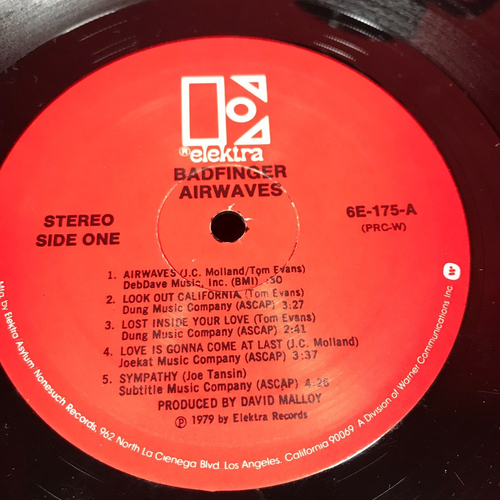 ® elektra
BADFINGER
AIRWAVES
STEREO
SIDE ONE
6E-175-A
(PRC-W)
1. AIRWAVES (J.C. Molland/Tom Evans)
DebDave Music, Inc. (BMI) :30
2. LOOK OUT CALIFORNIA (Tom Evans)
Dung Music Company (ASCAP) 3:27
3. LOST INSIDE YOUR LOVE (Tom Evans)
Dung Music Company (ASCAP) 2:41
4. LOVE IS GONNA COME AT LAST (J.C. Molland)
Joekat Music Company (ASCAP) 3:37
5. SYMPATHY (Joe Tansin)
Subtitle Music Company (ASCAP) 4:26
PRODUCED BY DAVID MALLOY
℗ 1979 by Elektra Records
Mfg. by Elektra/Asylum/Nonesuch Records, 962 North La Cienega Blvd. Los Angeles, California 90069 A Division of Warner Communications Inc.